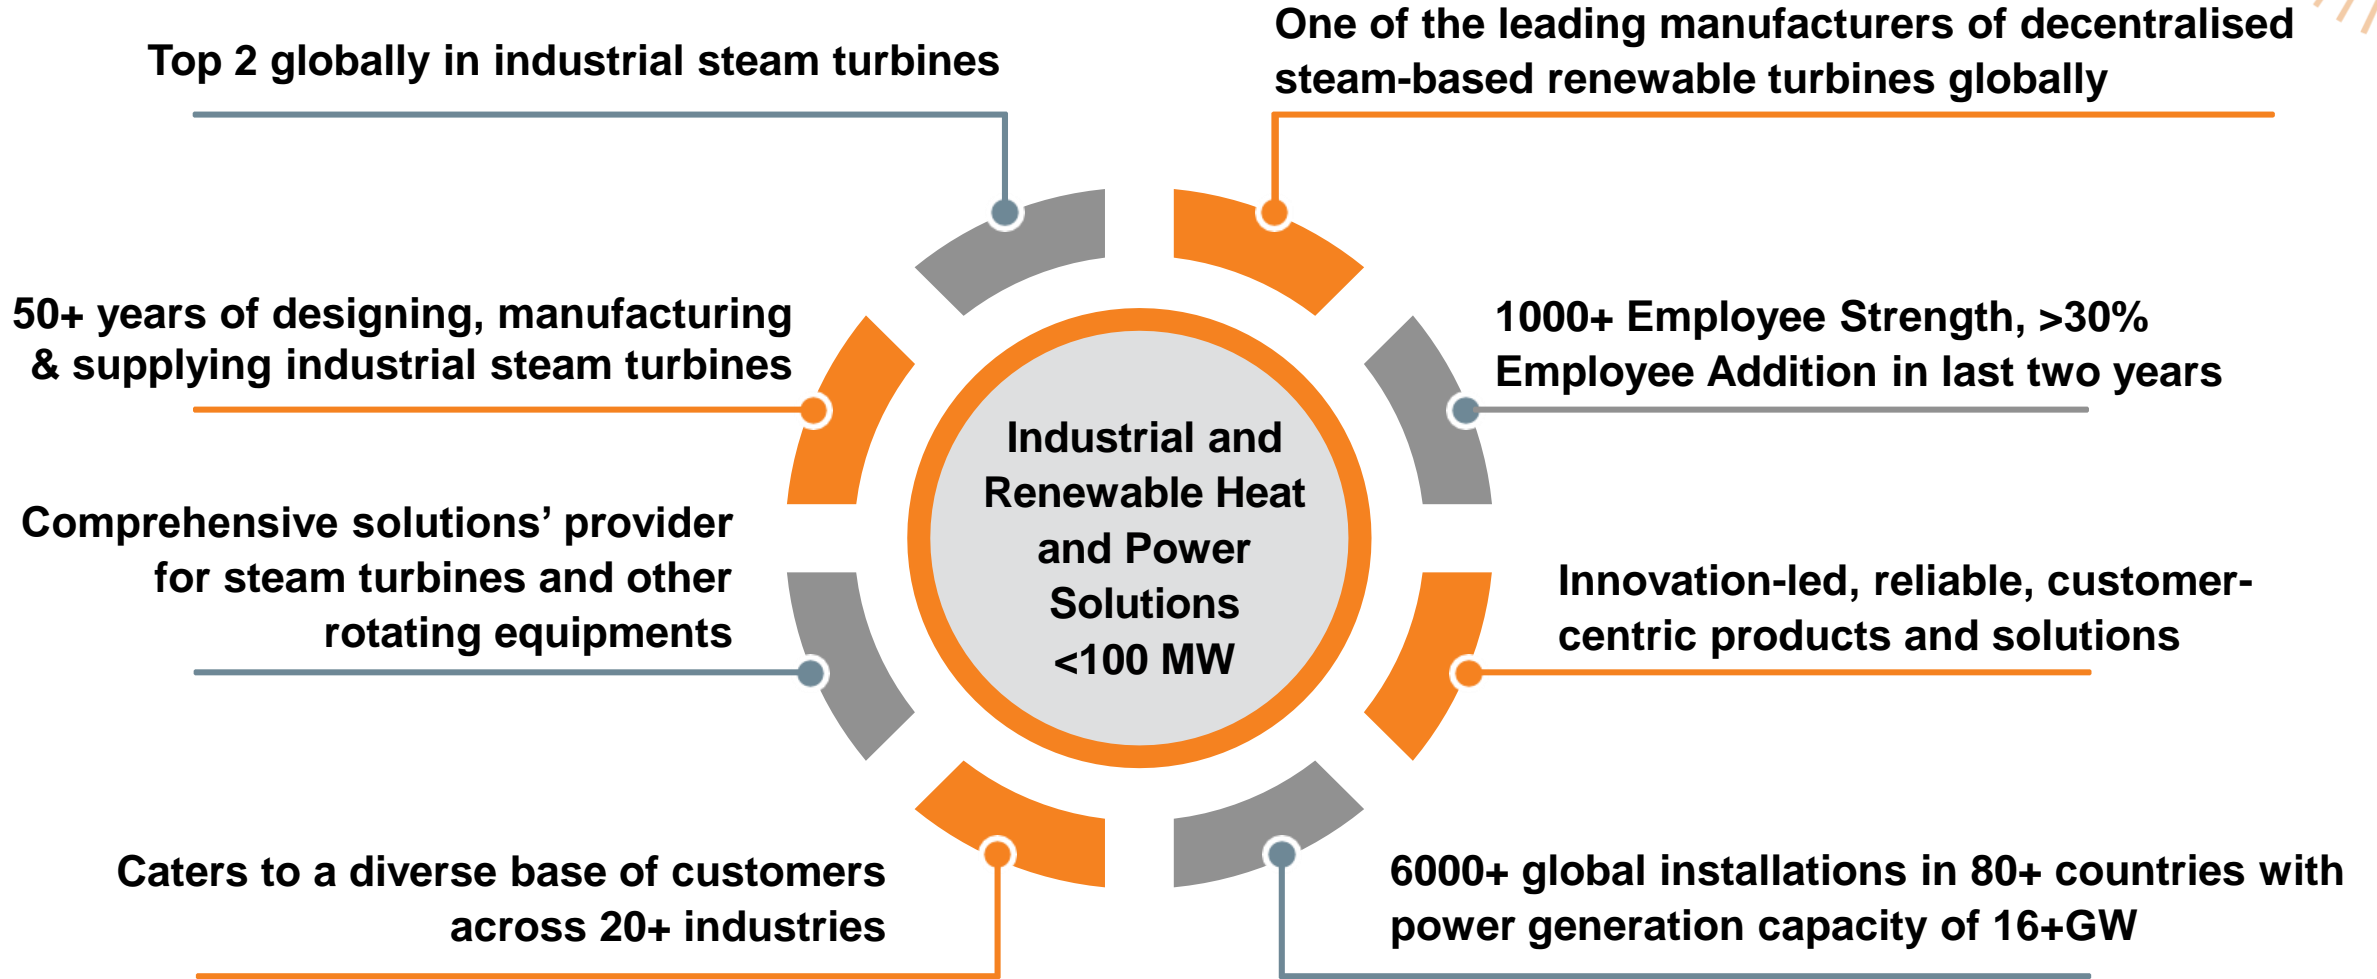 Top 2 globally in industrial steam turbines
One of the leading manufacturers of decentralised
steam-based renewable turbines globally
50+ years of designing, manufacturing
& supplying industrial steam turbines
1000+ Employee Strength, >30%
Employee Addition in last two years
Industrial and
Renewable Heat
and Power
Solutions
<100 MW
Comprehensive solutions’ provider
for steam turbines and other
rotating equipments
Innovation-led, reliable, customer-
centric products and solutions
Caters to a diverse base of customers
across 20+ industries
6000+ global installations in 80+ countries with
power generation capacity of 16+GW